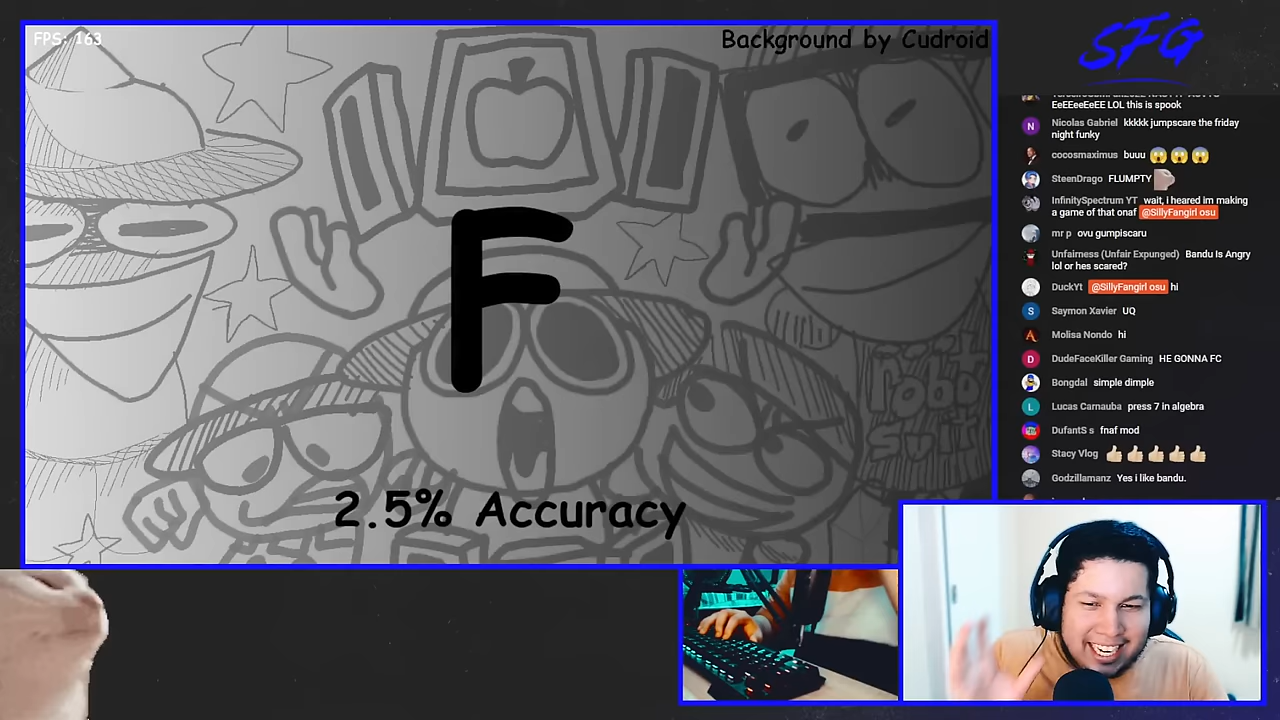 FPS: 163
Background by Cudroid
F
2.5% Accuracy
robo
suit
SFG
EeEEeeEeEE LOL this is spook
Nicolas Gabriel kkkkk jumpscare the friday
night funky
cocosmaximus buuu 😱😱😱
SteenDrago FLUMPTY
InfinitySpectrum YT wait, i heared im making
a game of that onaf @SillyFangirl osu
mr p ovu gumpiscaru
Unfairness (Unfair Expunged) Bandu Is Angry
lol or hes scared?
DuckYt @SillyFangirl osu hi
Saymon Xavier UQ
Molisa Nondo hi
DudeFaceKiller Gaming HE GONNA FC
Bongdal simple dimple
Lucas Carnauba press 7 in algebra
DufantS s fnaf mod
Stacy Vlog 👍🏼👍🏼👍🏼👍🏼👍🏼
Godzillamanz Yes i like bandu.